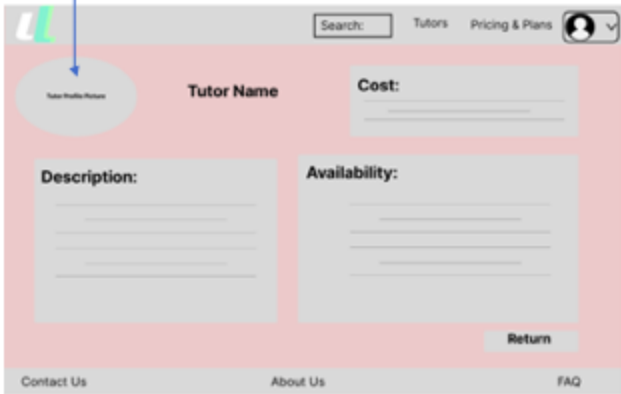 Search:
Tutors
Pricing & Plans
Tutor Profile Picture
Tutor Name
Cost:
Description:
Availability:
Return
Contact Us
About Us
FAQ